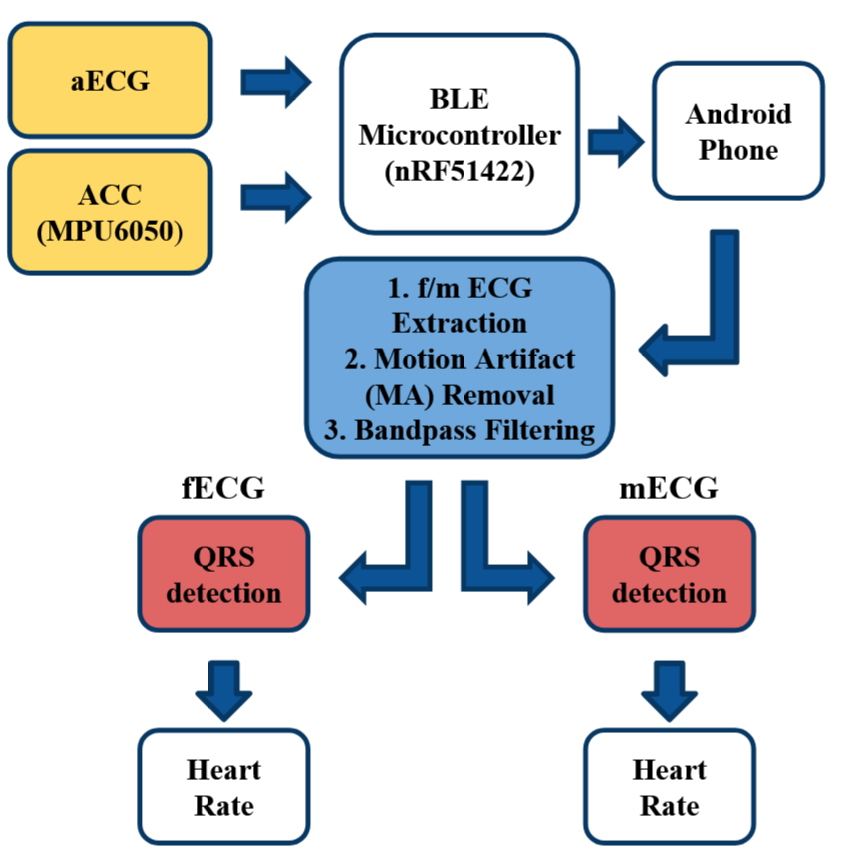 aECG
ACC
(MPU6050)
BLE
Microcontroller
(nRF51422)
Android
Phone
1. f/m ECG
Extraction
2. Motion Artifact
(MA) Removal
3. Bandpass Filtering
fECG
QRS
detection
Heart
Rate
mECG
QRS
detection
Heart
Rate